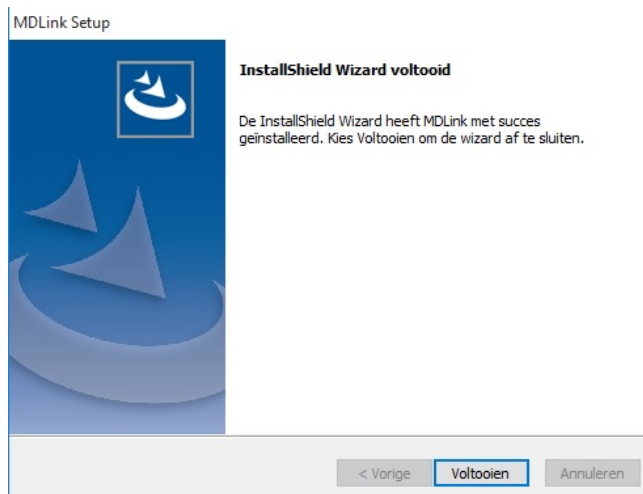 MDLink Setup
InstallShield Wizard voltooid
De InstallShield Wizard heeft MDLink met succes
geïnstalleerd. Kies Voltooien om de wizard af te sluiten.
< Vorige Voltooien Annuleren